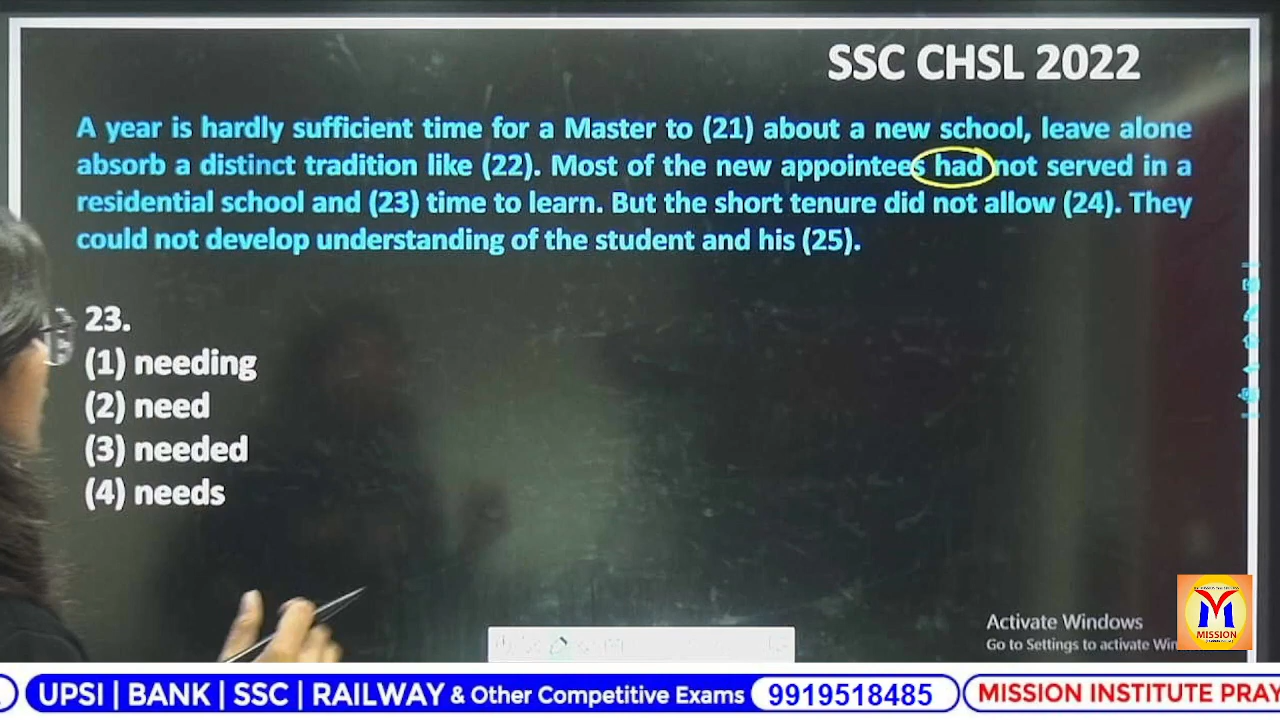 SSC CHSL 2022
A year is hardly sufficient time for a Master to (21) about a new school, leave alone
absorb a distinct tradition like (22). Most of the new appointees had not served in a
residential school and (23) time to learn. But the short tenure did not allow (24). They
could not develop understanding of the student and his (25).
23.
(1) needing
(2) need
(3) needed
(4) needs
Activate Windows
Go to Settings to activate Win
MISSION
UPSI | BANK | SSC | RAILWAY & Other Competitive Exams 9919518485 MISSION INSTITUTE PRAY